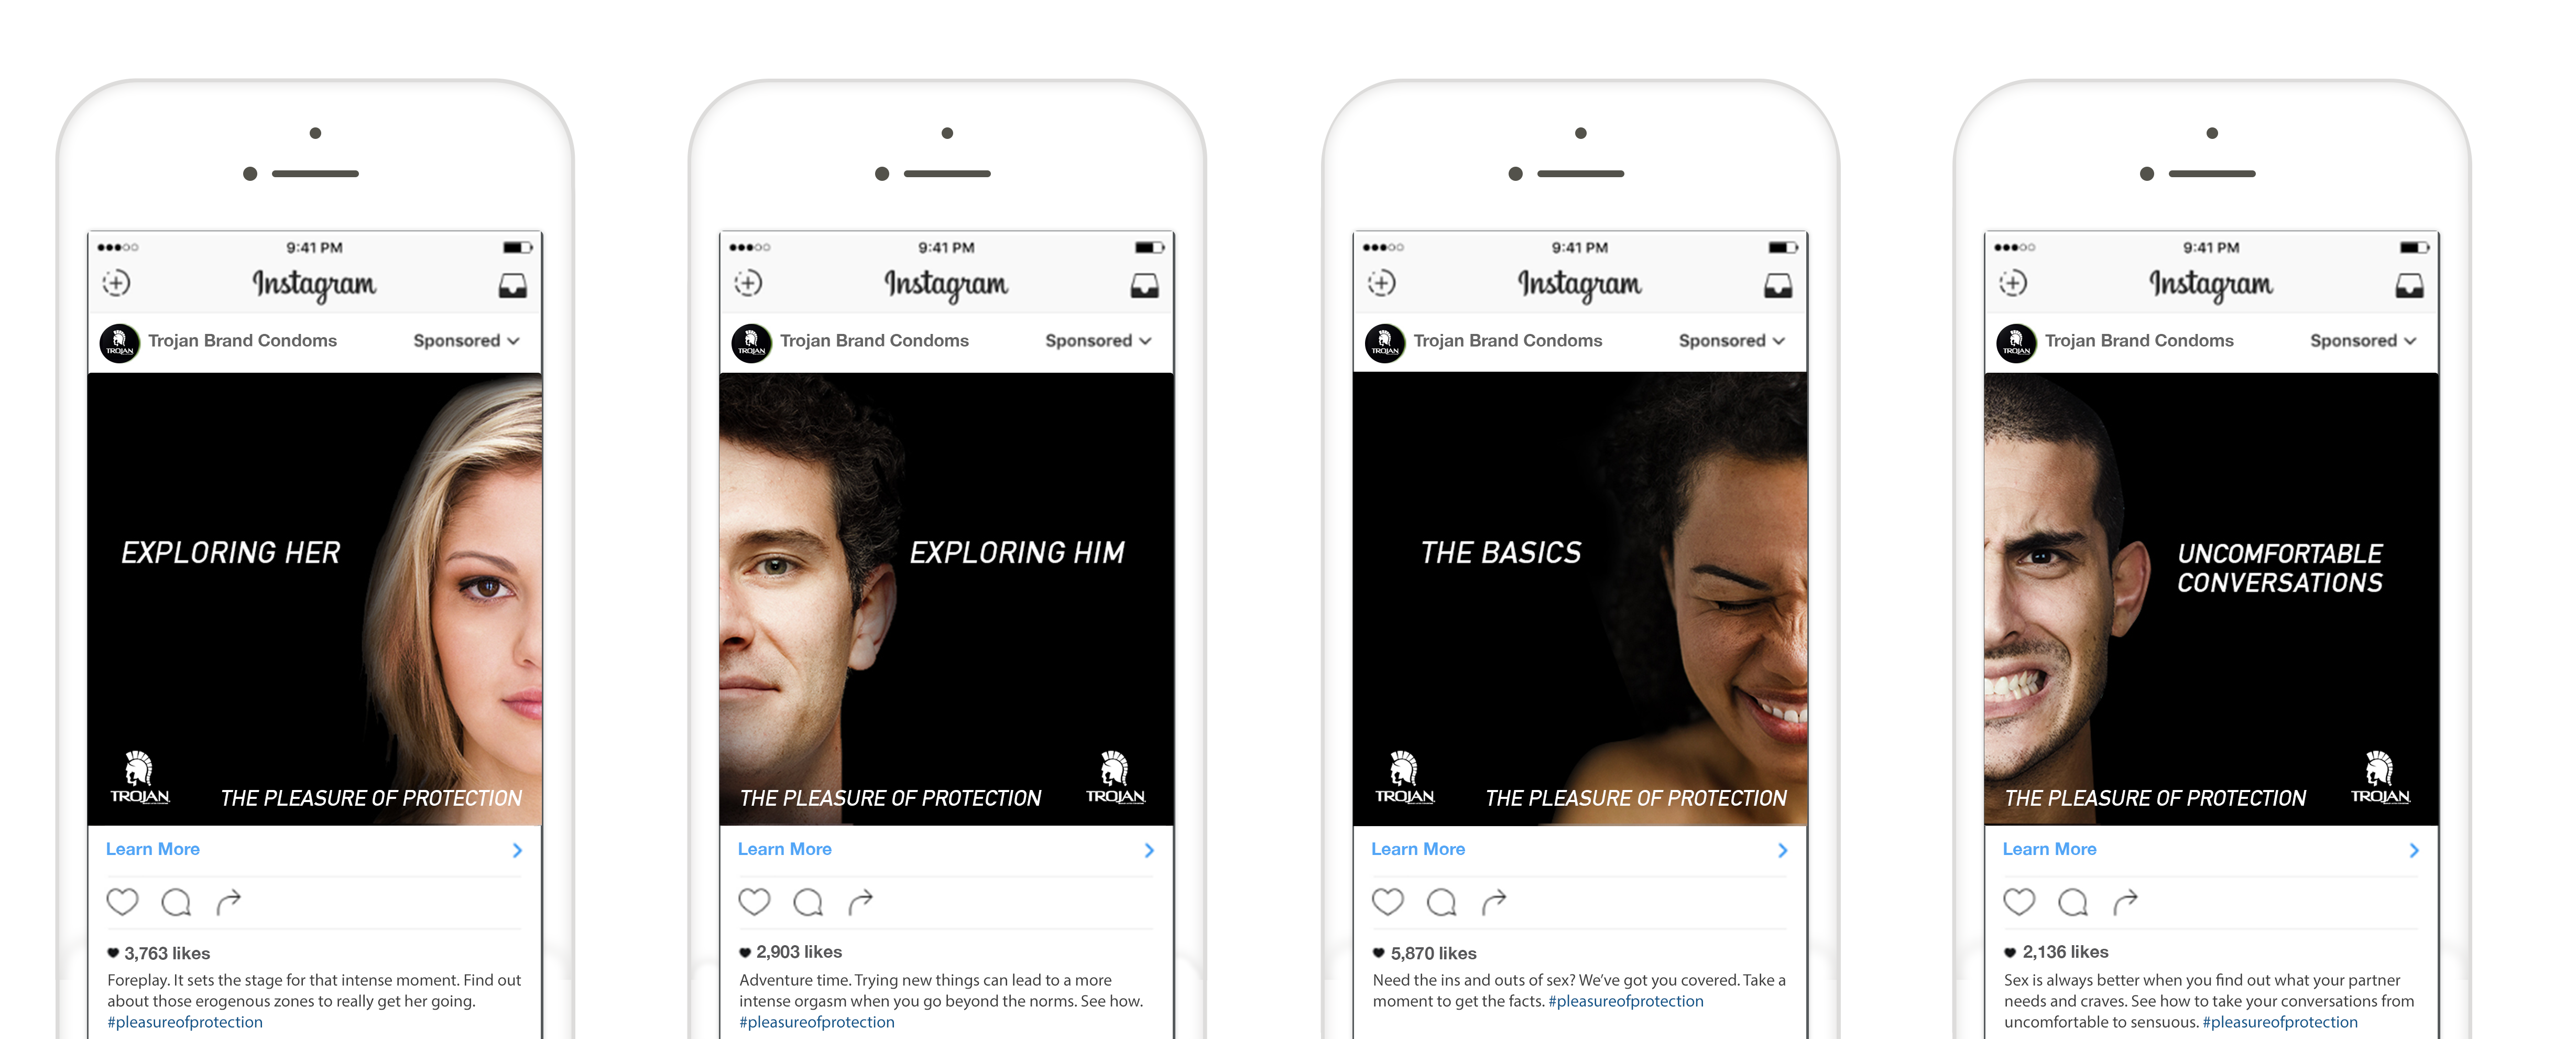 9:41 PM
Instagram
TROJAN
Trojan Brand Condoms
Sponsored
EXPLORING HER
TROJAN
THE PLEASURE OF PROTECTION
Learn More
3,763 likes
Foreplay. It sets the stage for that intense moment. Find out
about those erogenous zones to really get her going.
#pleasureofprotection
9:41 PM
Instagram
TROJAN
Trojan Brand Condoms
Sponsored
EXPLORING HIM
THE PLEASURE OF PROTECTION
TROJAN
Learn More
2,903 likes
Adventure time. Trying new things can lead to a more
intense orgasm when you go beyond the norms. See how.
#pleasureofprotection
9:41 PM
Instagram
TROJAN
Trojan Brand Condoms
Sponsored
THE BASICS
TROJAN
THE PLEASURE OF PROTECTION
Learn More
5,870 likes
Need the ins and outs of sex? We’ve got you covered. Take a
moment to get the facts. #pleasureofprotection
9:41 PM
Instagram
TROJAN
Trojan Brand Condoms
Sponsored
UNCOMFORTABLE
CONVERSATIONS
THE PLEASURE OF PROTECTION
TROJAN
Learn More
2,136 likes
Sex is always better when you find out what your partner
needs and craves. See how to take your conversations from
uncomfortable to sensuous. #pleasureofprotection